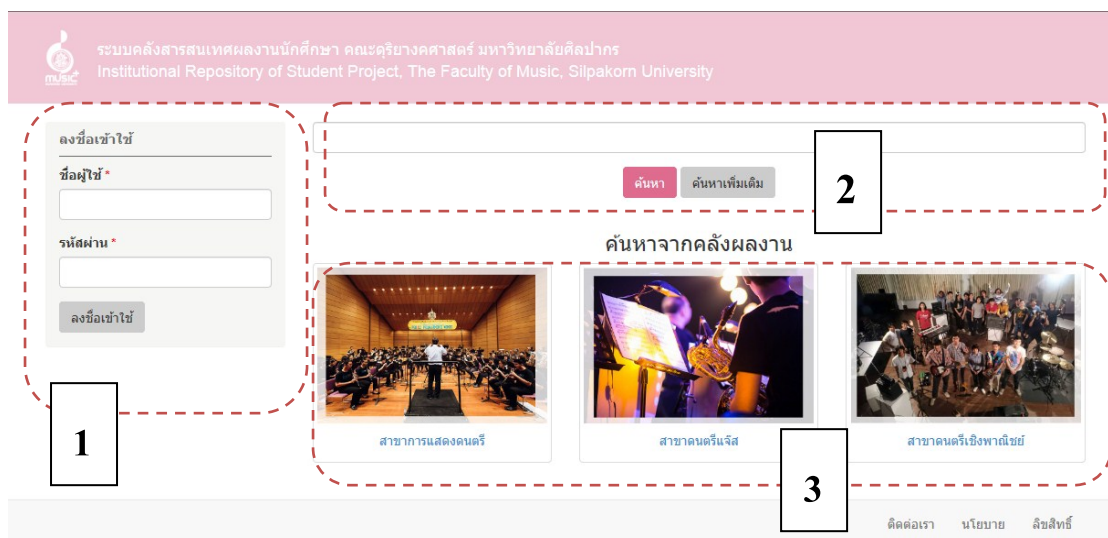 ระบบคลังสารสนเทศผลงานนักศึกษา คณะดุริยางคศาสตร์ มหาวิทยาลัยศิลปากร
Institutional Repository of Student Project, The Faculty of Music, Silpakorn University
music+
ลงชื่อเข้าใช้
ชื่อผู้ใช้ *
รหัสผ่าน *
ลงชื่อเข้าใช้
1
ค้นหา ค้นหาเพิ่มเติม
2
ค้นหาจากคลังผลงาน
สาขาการแสดงดนตรี
สาขาดนตรีแจ๊ส
สาขาดนตรีเชิงพาณิชย์
3
ติดต่อเรา นโยบาย ลิขสิทธิ์